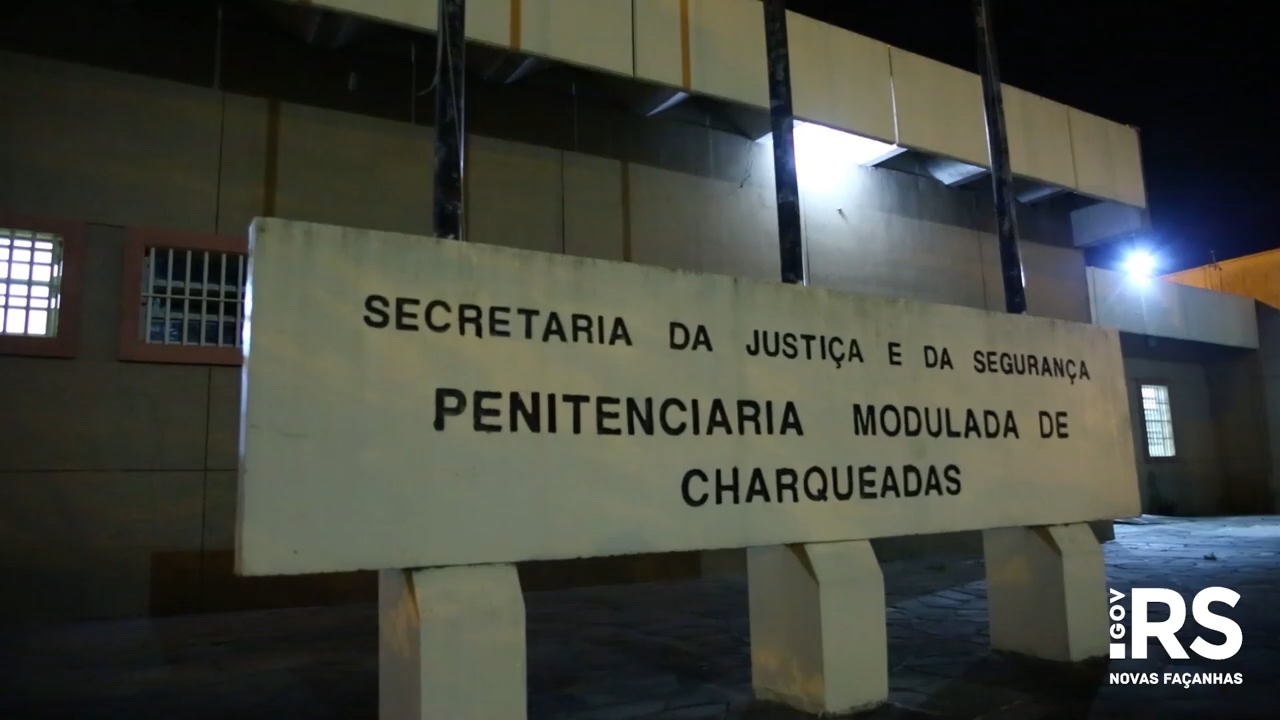 SECRETARIA DA JUSTIÇA E DA SEGURANÇA
PENITENCIARIA MODULADA DE
CHARQUEADAS
GOV RS
NOVAS FAÇANHAS